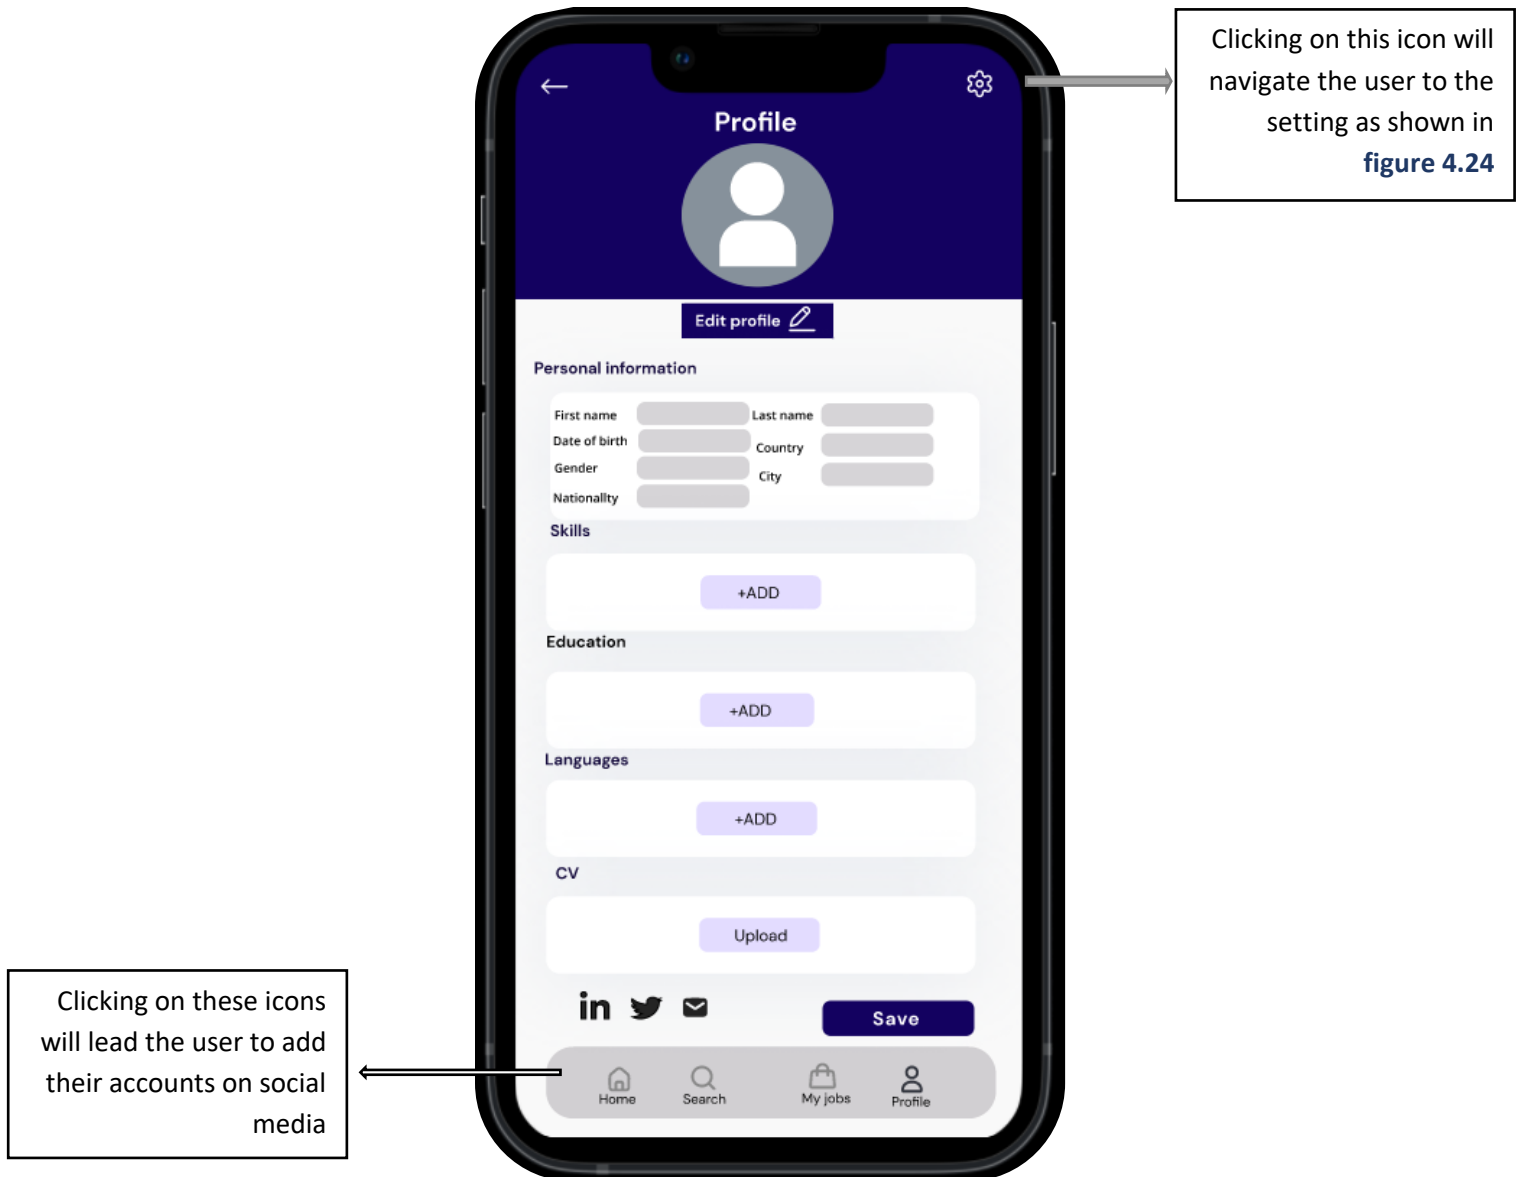 Clicking on this icon will
navigate the user to the
setting as shown in
figure 4.24
Profile
Edit profile
Personal information
First name
Last name
Date of birth
Country
Gender
City
Nationallty
Skills
+ADD
Education
+ADD
Languages
+ADD
CV
Upload
in
Save
Clicking on these icons
will lead the user to add
their accounts on social
media
Home
Search
My jobs
Profile